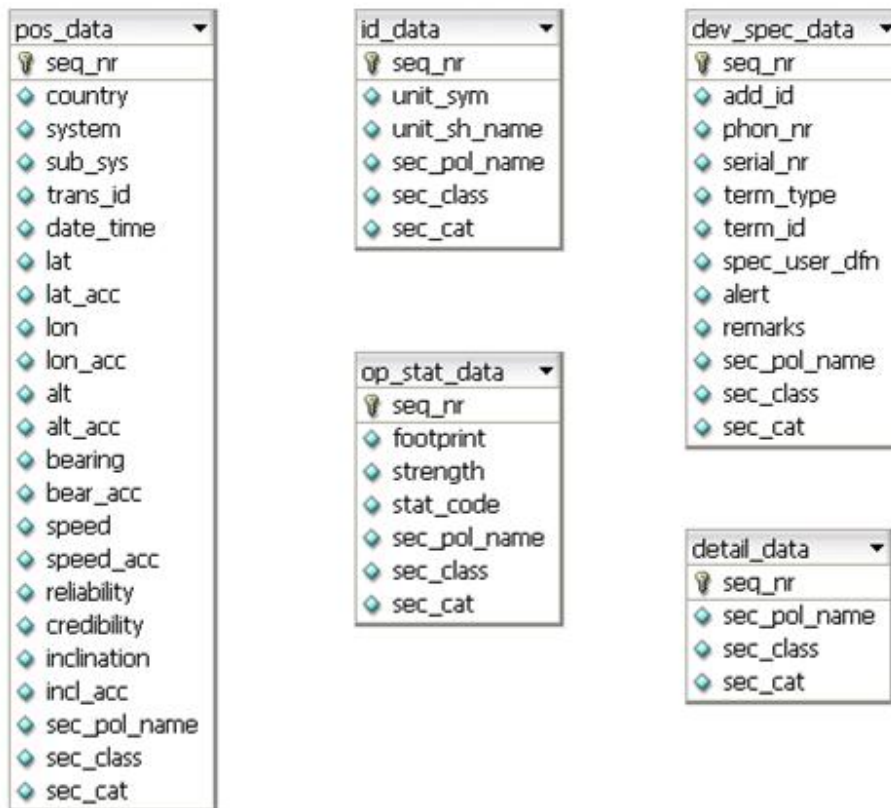 pos_data
seq_nr
country
system
sub_sys
trans_id
date_time
lat
lat_acc
lon
lon_acc
alt
alt_acc
bearing
bear_acc
speed
speed_acc
reliability
credibility
inclination
incl_acc
sec_pol_name
sec_class
sec_cat
id_data
seq_nr
unit_sym
unit_sh_name
sec_pol_name
sec_class
sec_cat
op_stat_data
seq_nr
footprint
strength
stat_code
sec_pol_name
sec_class
sec_cat
dev_spec_data
seq_nr
add_id
phon_nr
serial_nr
term_type
term_id
spec_user_dfn
alert
remarks
sec_pol_name
sec_class
sec_cat
detail_data
seq_nr
sec_pol_name
sec_class
sec_cat